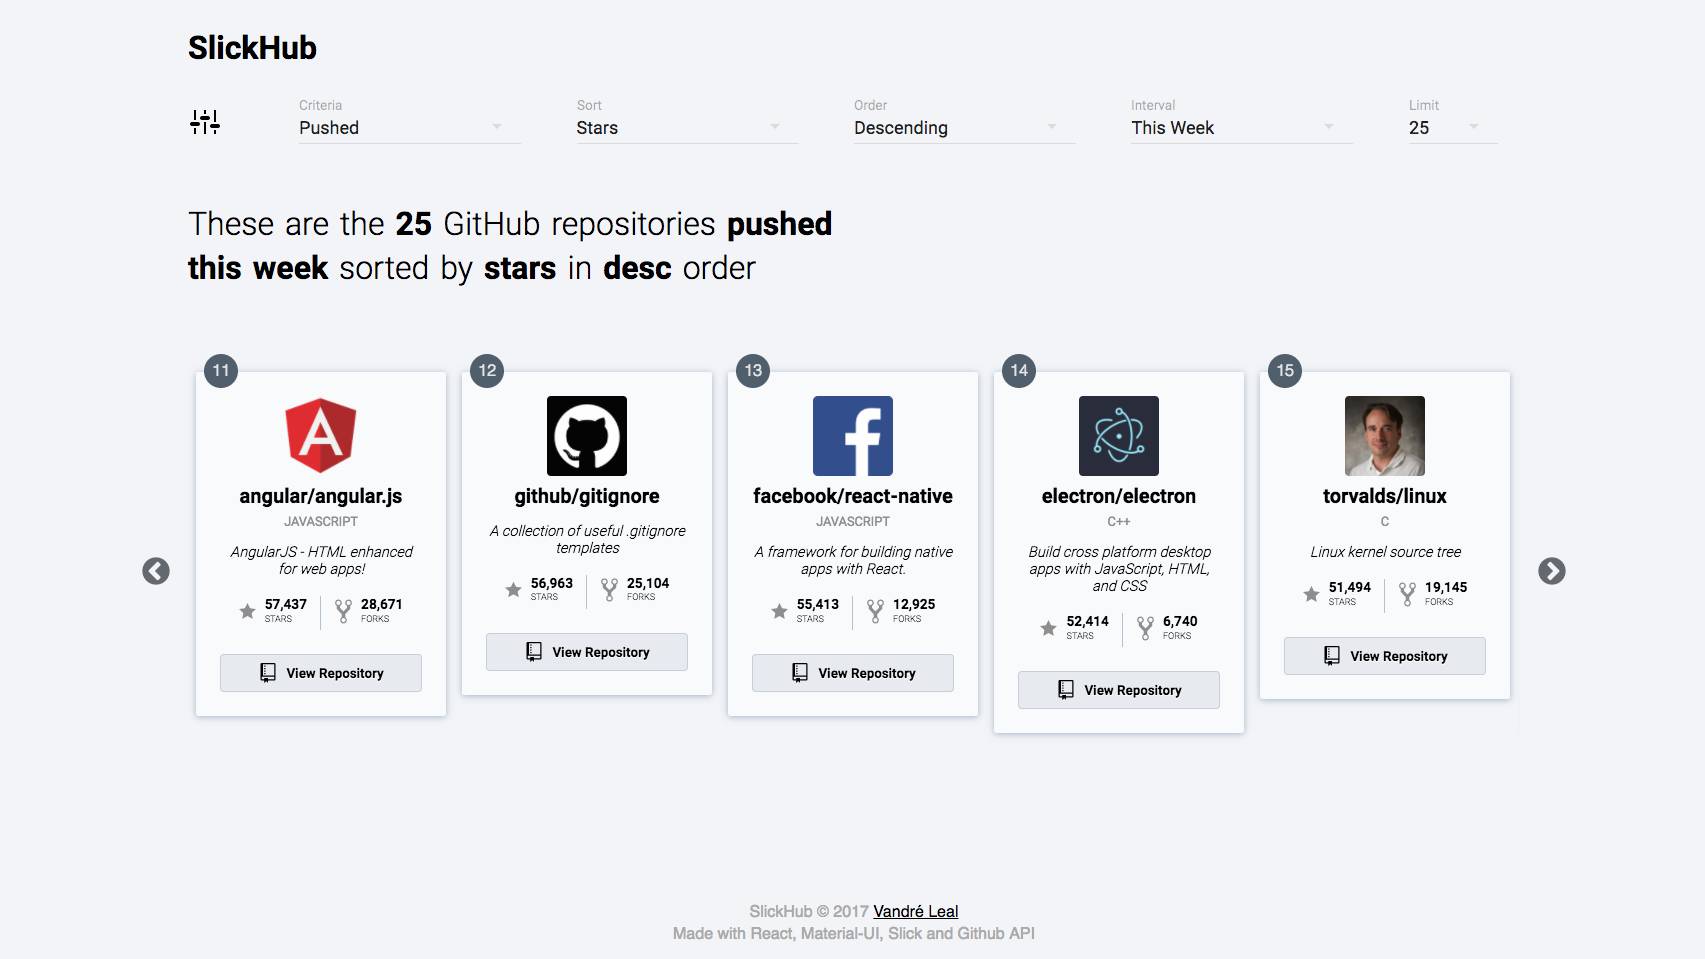 SlickHub
Criteria
Pushed
Sort
Stars
Order
Descending
Interval
This Week
Limit
25
These are the 25 GitHub repositories pushed
this week sorted by stars in desc order
11
angular/angular.js
JAVASCRIPT
AngularJS - HTML enhanced
for web apps!
57,437
STARS
28,671
FORKS
View Repository
12
github/gitignore
A collection of useful .gitignore
templates
56,963
STARS
25,104
FORKS
View Repository
13
facebook/react-native
JAVASCRIPT
A framework for building native
apps with React.
55,413
STARS
12,925
FORKS
View Repository
14
electron/electron
C++
Build cross platform desktop
apps with JavaScript, HTML,
and CSS
52,414
STARS
6,740
FORKS
View Repository
15
torvalds/linux
C
Linux kernel source tree
51,494
STARS
19,145
FORKS
View Repository
SlickHub © 2017 Vandré Leal
Made with React, Material-UI, Slick and Github API